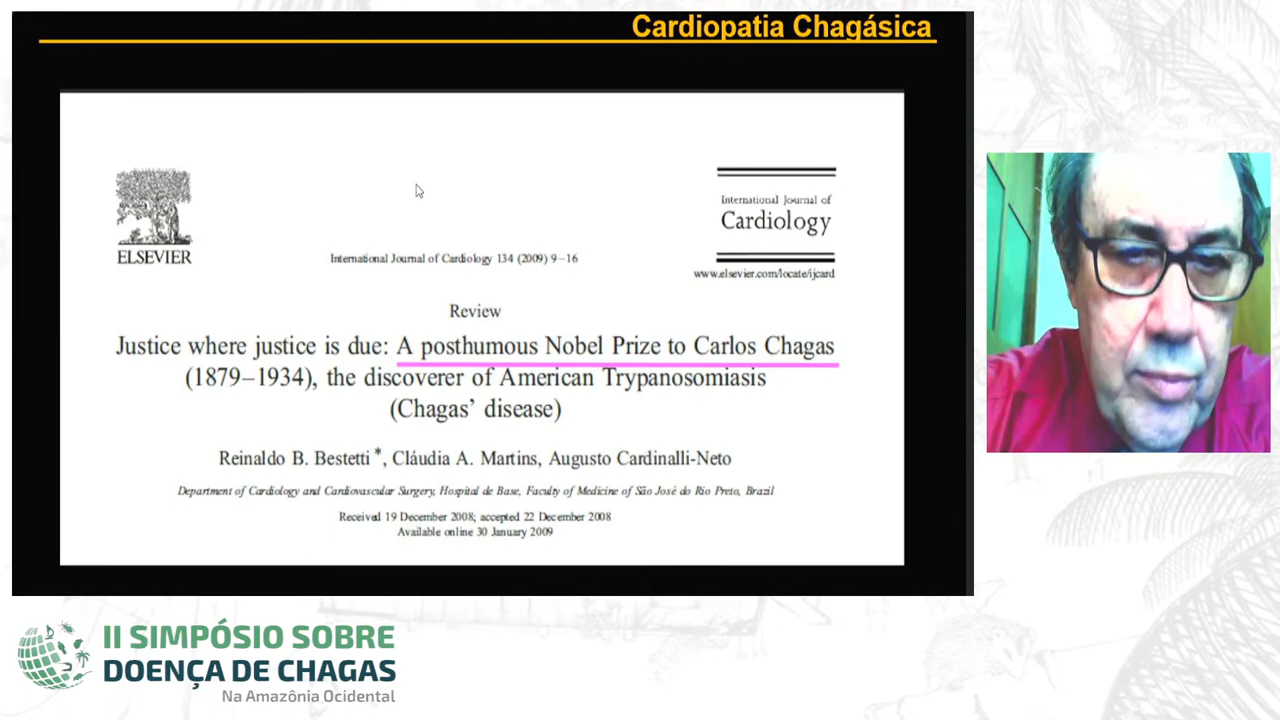 Cardiopatia Chagásica
ELSEVIER
International Journal of Cardiology 134 (2009) 9–16
International Journal of
Cardiology
www.elsevier.com/locate/ijcard
Review
Justice where justice is due: A posthumous Nobel Prize to Carlos Chagas
(1879–1934), the discoverer of American Trypanosomiasis
(Chagas' disease)
Reinaldo B. Bestetti *, Cláudia A. Martins, Augusto Cardinalli-Neto
Department of Cardiology and Cardiovascular Surgery, Hospital de Base, Faculty of Medicine of São José do Rio Preto, Brazil
Received 19 December 2008; accepted 22 December 2008
Available online 30 January 2009
II SIMPÓSIO SOBRE
DOENÇA DE CHAGAS
Na Amazônia Ocidental